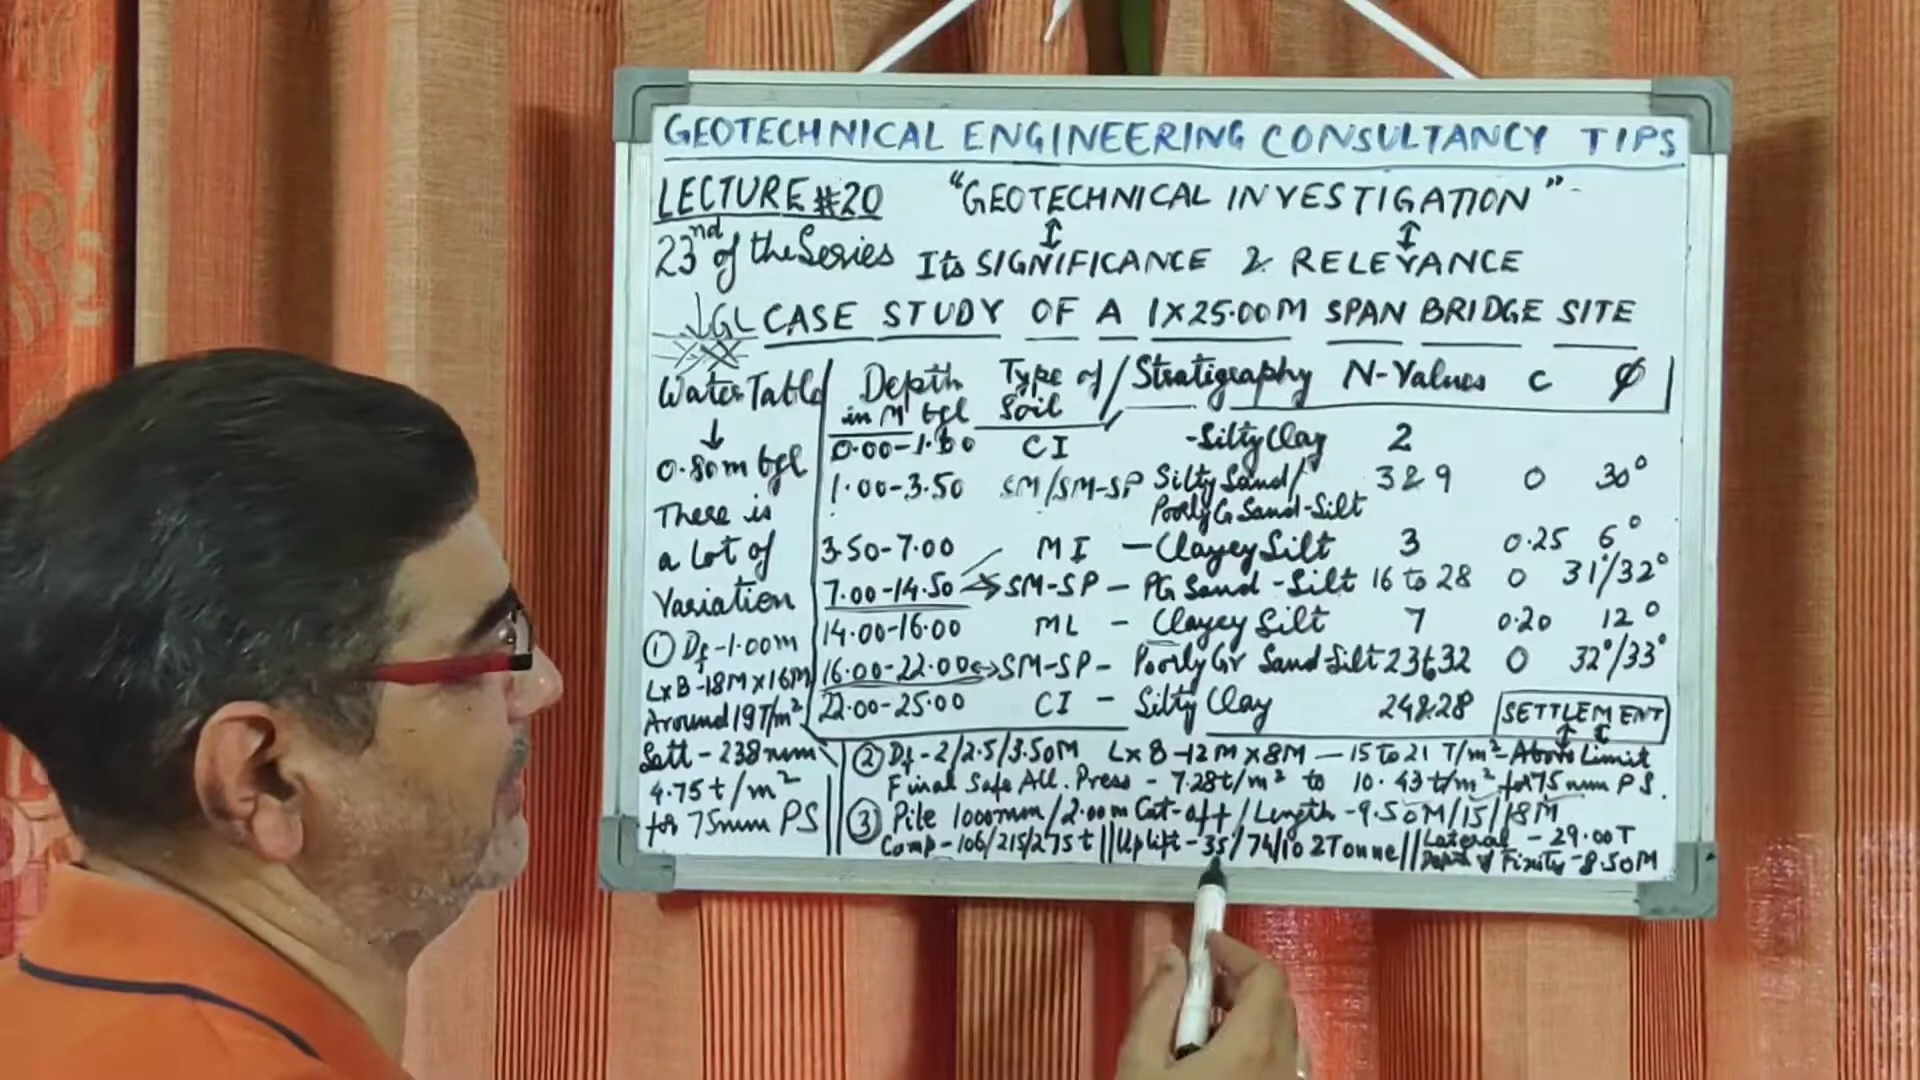 GEOTECHNICAL ENGINEERING CONSULTANCY TIPS
LECTURE #20 "GEOTECHNICAL INVESTIGATION"
23nd of the Series Its SIGNIFICANCE & RELEVANCE
GL CASE STUDY OF A 1X25.00M SPAN BRIDGE SITE
Water Table
↓
0.80m bgl
There is
a Lot of
Variation
① Df-1.00m
LxB-18Mx16M
Around 19T/m²
Sett - 238mm
4.75t/m²
for 75mm PS
Depth in M bgl Type of Soil / Stratigraphy N-Values C ϕ
0.00-1.00 CI -Silty Clay 2
1.00-3.50 SM/SM-SP Silty Sand/ 3&9 0 30°
Poorly G Sand-Silt
3.50-7.00 MI - Clayey Silt 3 0.25 6°
7.00-14.50 → SM-SP - PG Sand-Silt 16 to 28 0 31°/32°
14.00-16.00 ML - Clayey Silt 7 0.20 12°
16.00-22.00 ↔ SM-SP - Poorly Gr Sand-Silt 23to32 0 32°/33°
22.00-25.00 CI - Silty Clay 24&28
SETTLEMENT
② Df-2/2.5/3.50M LxB-12Mx8M - 15 to 21 T/m² - Above Limit
Final Safe All. Press - 7.28t/m² to 10.43t/m² for 75mm PS.
③ Pile 1000mm/2.00m Cut-off/Length-9.50M/15/18M
Comp-106/215/275t || Uplift-35/74/102Tonne || Lateral - 29.00T
Depth of Fixity-8.50M